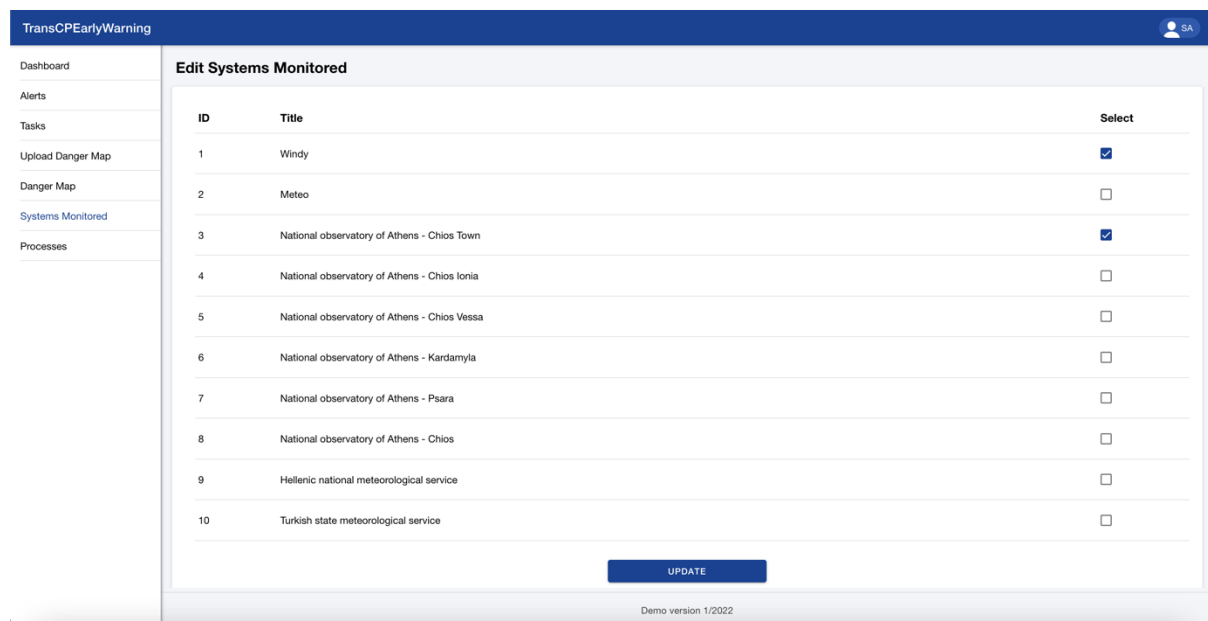 TransCPEarlyWarning
SA
Dashboard
Alerts
Tasks
Upload Danger Map
Danger Map
Systems Monitored
Processes
Edit Systems Monitored
ID Title Select
1 Windy
2 Meteo
3 National observatory of Athens - Chios Town
4 National observatory of Athens - Chios Ionia
5 National observatory of Athens - Chios Vessa
6 National observatory of Athens - Kardamyla
7 National observatory of Athens - Psara
8 National observatory of Athens - Chios
9 Hellenic national meteorological service
10 Turkish state meteorological service
UPDATE
Demo version 1/2022